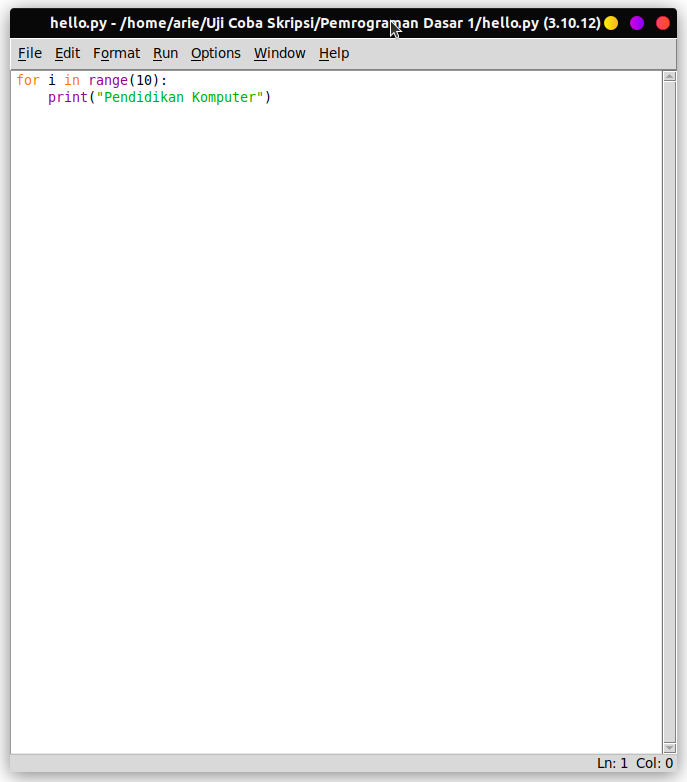 hello.py - /home/arie/Uji Coba Skripsi/Pemrograman Dasar 1/hello.py (3.10.12)
File Edit Format Run Options Window Help
for i in range(10):
    print("Pendidikan Komputer")
Ln: 1 Col: 0